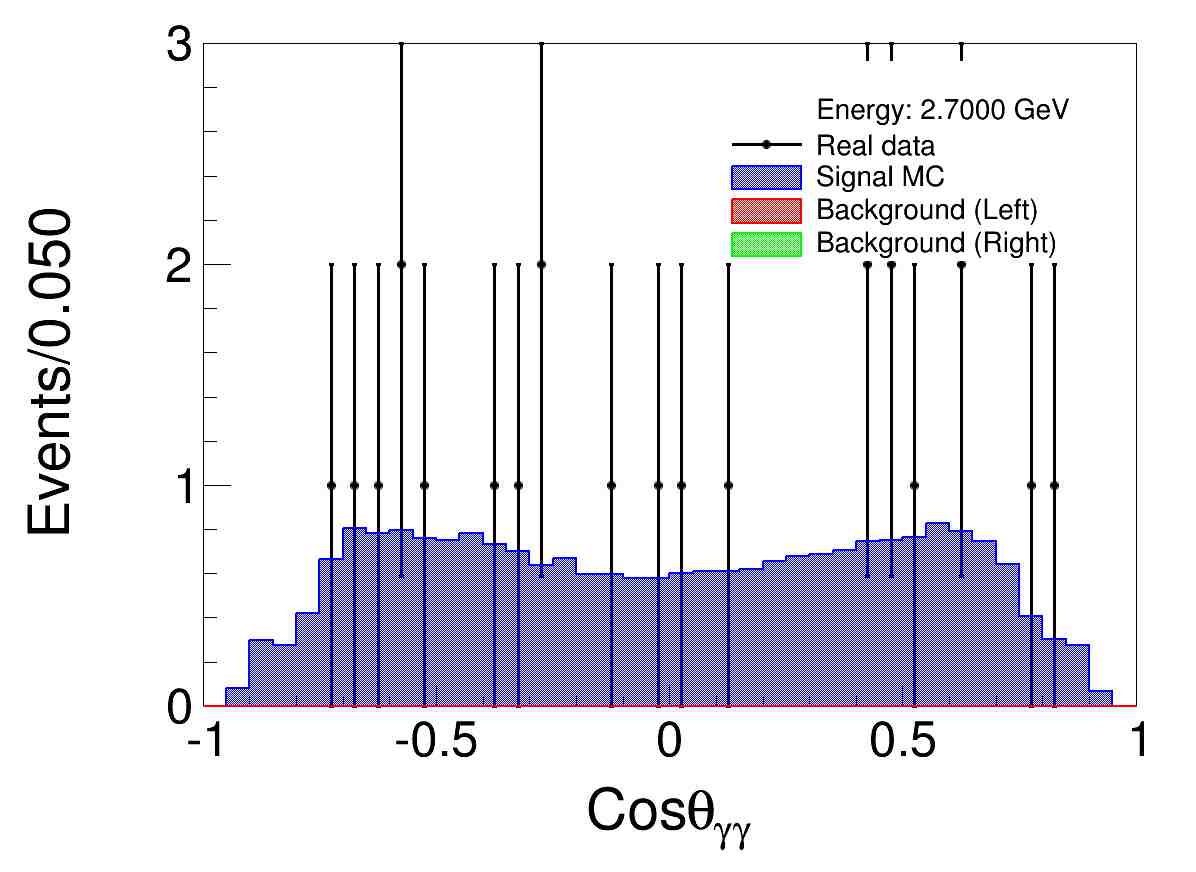 3
Energy: 2.7000 GeV
Real data
Signal MC
Background (Left)
Background (Right)
2
1
0
-1 -0.5 0 0.5 1
Events/0.050
Cosθγγ